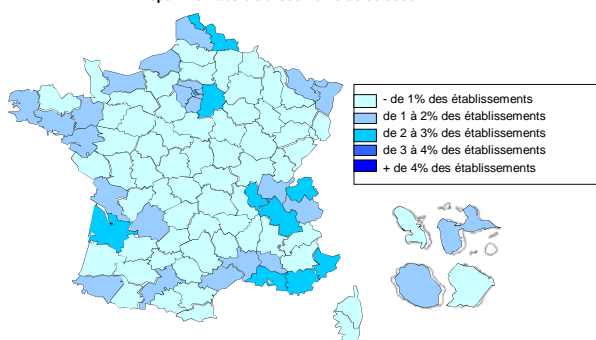 - de 1% des établissements
de 1 à 2% des établissements
de 2 à 3% des établissements
de 3 à 4% des établissements
+ de 4% des établissements